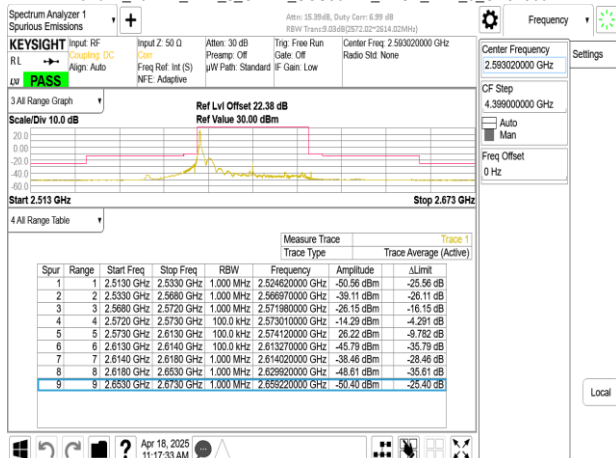 Spectrum Analyzer 1
Spurious Emissions
Attn: 15.39dB, Duty Corr: 6.99 dB
RBW Trans:9.03dB(2572.02~2614.02MHz)
Frequency
KEYSIGHT
RL
LXI PASS
Input: RF
Coupling: DC
Align: Auto
Input Z: 50 Ω
Corr
Freq Ref: Int (S)
NFE: Adaptive
Atten: 30 dB
Preamp: Off
µW Path: Standard
Trig: Free Run
Gate: Off
IF Gain: Low
Center Freq: 2.593020000 GHz
Radio Std: None
Center Frequency
2.593020000 GHz
Settings
CF Step
4.399000000 GHz
Auto
Man
Freq Offset
0 Hz
Local
3 All Range Graph
Scale/Div 10.0 dB
Ref Lvl Offset 22.38 dB
Ref Value 30.00 dBm
20.0
0.00
-20.0
-40.0
-60.0
Start 2.513 GHz
Stop 2.673 GHz
4 All Range Table
Measure Trace Trace 1
Trace Type Trace Average (Active)
Spur Range Start Freq Stop Freq RBW Frequency Amplitude ΔLimit
1 1 2.5130 GHz 2.5330 GHz 1.000 MHz 2.524620000 GHz -50.56 dBm -25.56 dB
2 2 2.5330 GHz 2.5680 GHz 1.000 MHz 2.566970000 GHz -39.11 dBm -26.11 dB
3 3 2.5680 GHz 2.5720 GHz 1.000 MHz 2.571980000 GHz -26.15 dBm -16.15 dB
4 4 2.5720 GHz 2.5730 GHz 100.0 kHz 2.573010000 GHz -14.29 dBm -4.291 dB
5 5 2.5730 GHz 2.6130 GHz 100.0 kHz 2.574120000 GHz 26.22 dBm -9.782 dB
6 6 2.6130 GHz 2.6140 GHz 100.0 kHz 2.613270000 GHz -45.79 dBm -35.79 dB
7 7 2.6140 GHz 2.6180 GHz 1.000 MHz 2.614020000 GHz -38.46 dBm -28.46 dB
8 8 2.6180 GHz 2.6530 GHz 1.000 MHz 2.629920000 GHz -48.61 dBm -35.61 dB
9 9 2.6530 GHz 2.6730 GHz 1.000 MHz 2.659220000 GHz -50.40 dBm -25.40 dB
Apr 18, 2025
11:17:33 AM